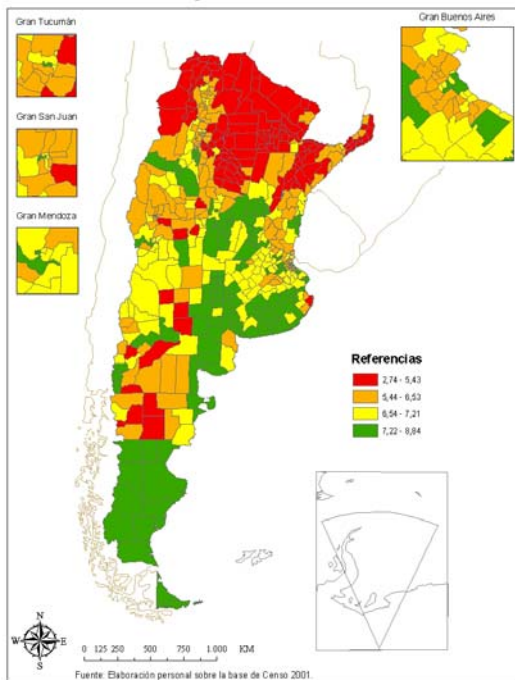 Gran Tucumán
Gran Buenos Aires
Gran San Juan
Gran Mendoza
Referencias
2,74 - 5,43
5,44 - 6,53
6,54 - 7,21
7,22 - 8,84
N
W E
S
0 125 250 500 750 1.000 KM
Fuente: Elaboración personal sobre la base de Censo 2001.